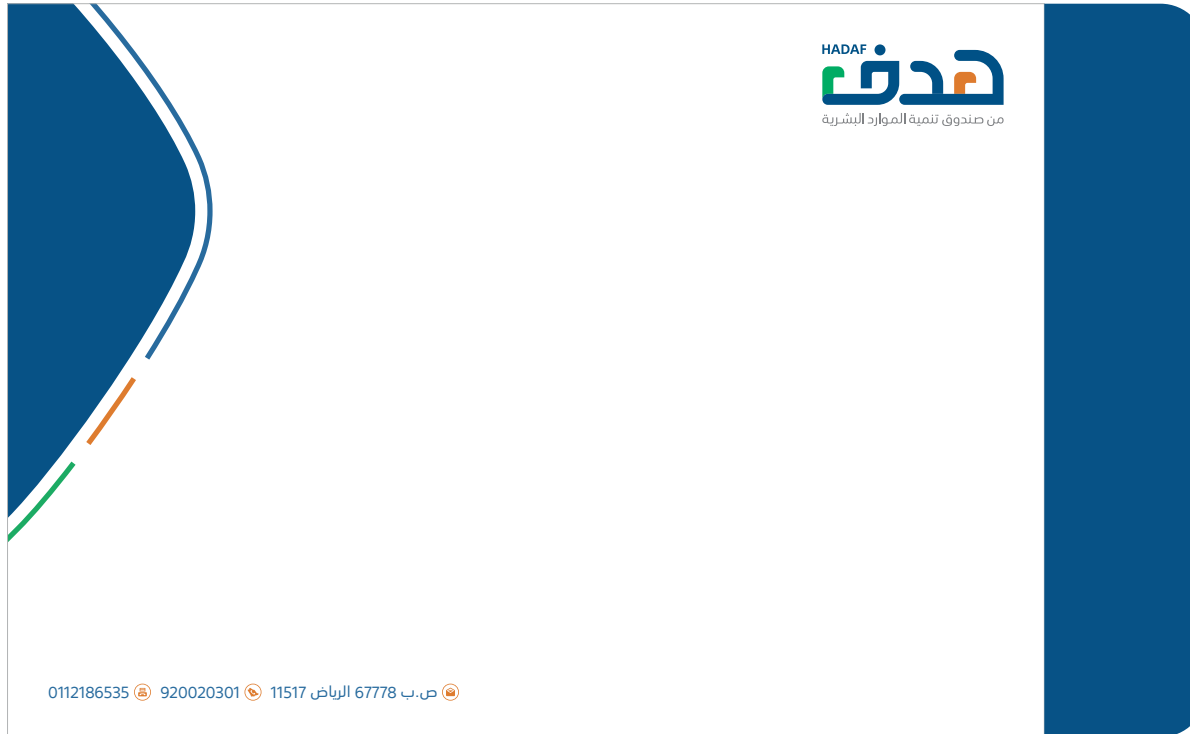 HADAF
هدف
من صندوق تنمية الموارد البشرية
ص.ب 67778 الرياض 11517 920020301 0112186535